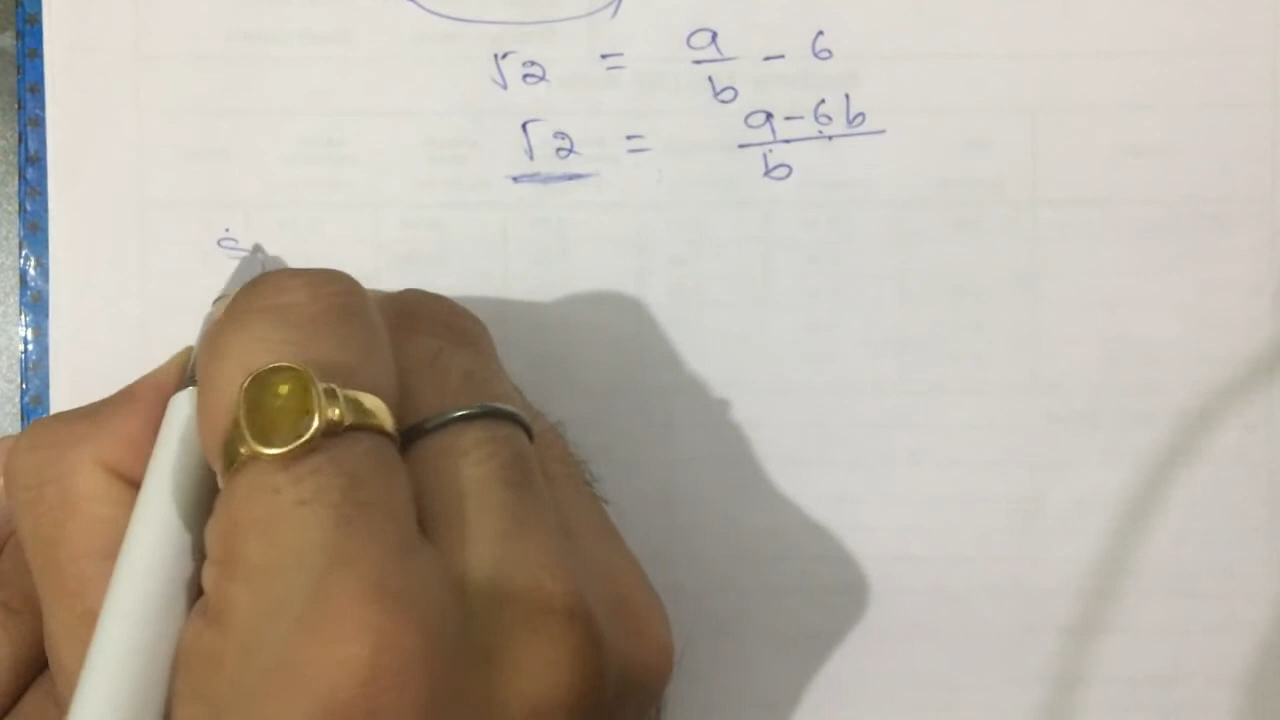 √2 = a/b - 6
√2 = a-6b/b